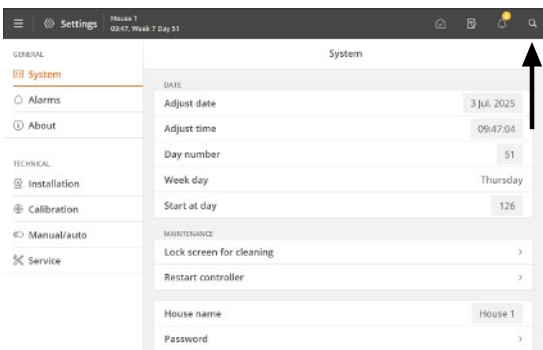 Settings
House 1
09:47, Week 7 Day 51
4
GENERAL
System
Alarms
About
TECHNICAL
Installation
Calibration
Manual/auto
Service
System
DATE
Adjust date 3 Jul. 2025
Adjust time 09:47:04
Day number 51
Week day Thursday
Start at day 126
MAINTENANCE
Lock screen for cleaning
Restart controller
House name House 1
Password